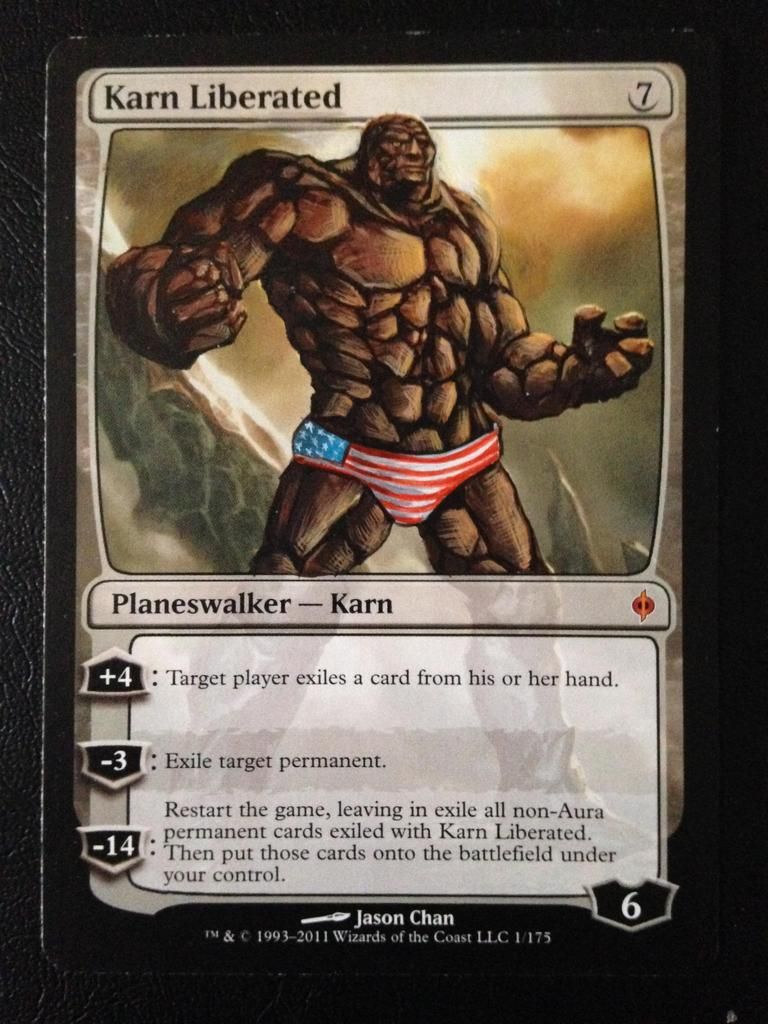 Karn Liberated 7
Planeswalker — Karn
+4 : Target player exiles a card from his or her hand.
-3 : Exile target permanent.
-14 : Restart the game, leaving in exile all non-Aura
permanent cards exiled with Karn Liberated.
Then put those cards onto the battlefield under
your control.
6
Jason Chan
™ & © 1993–2011 Wizards of the Coast LLC 1/175